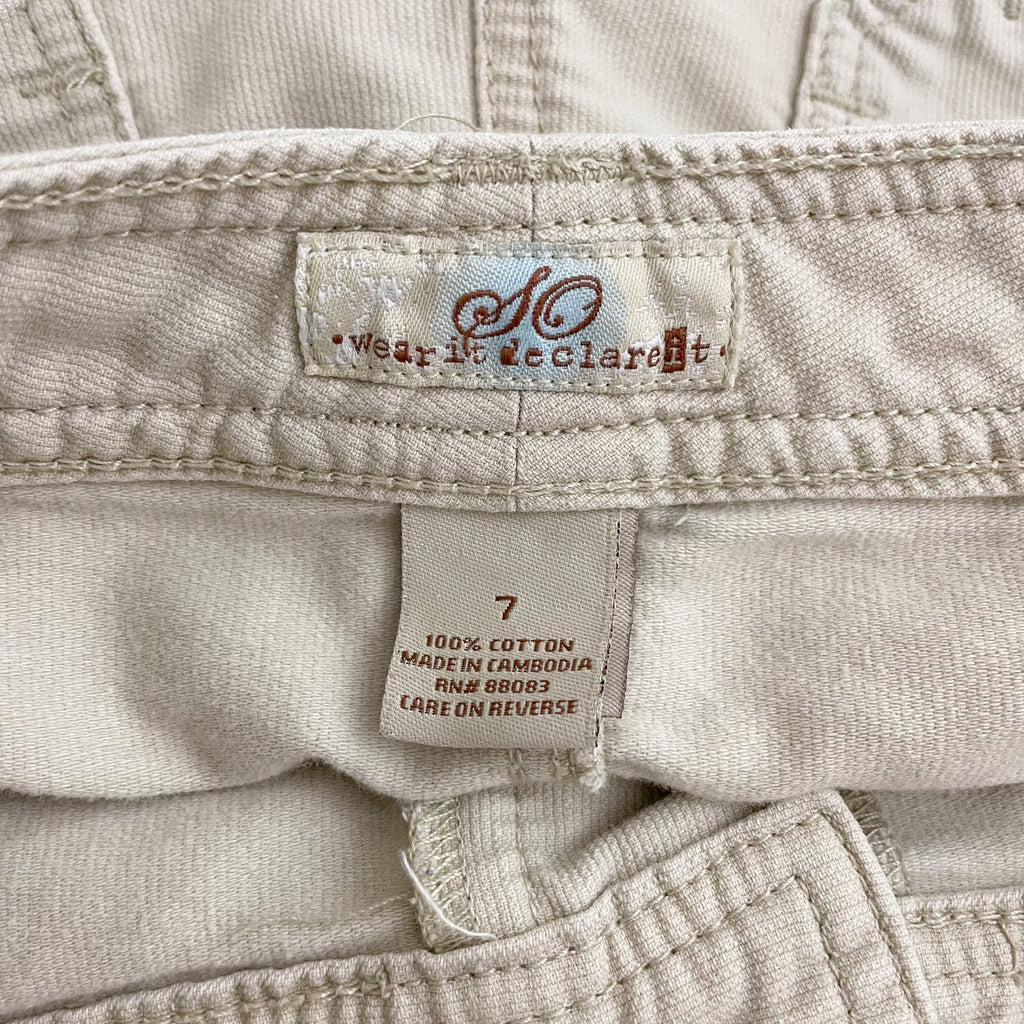 SO
•wear it declare it•
7
100% COTTON
MADE IN CAMBODIA
RN# 88083
CARE ON REVERSE